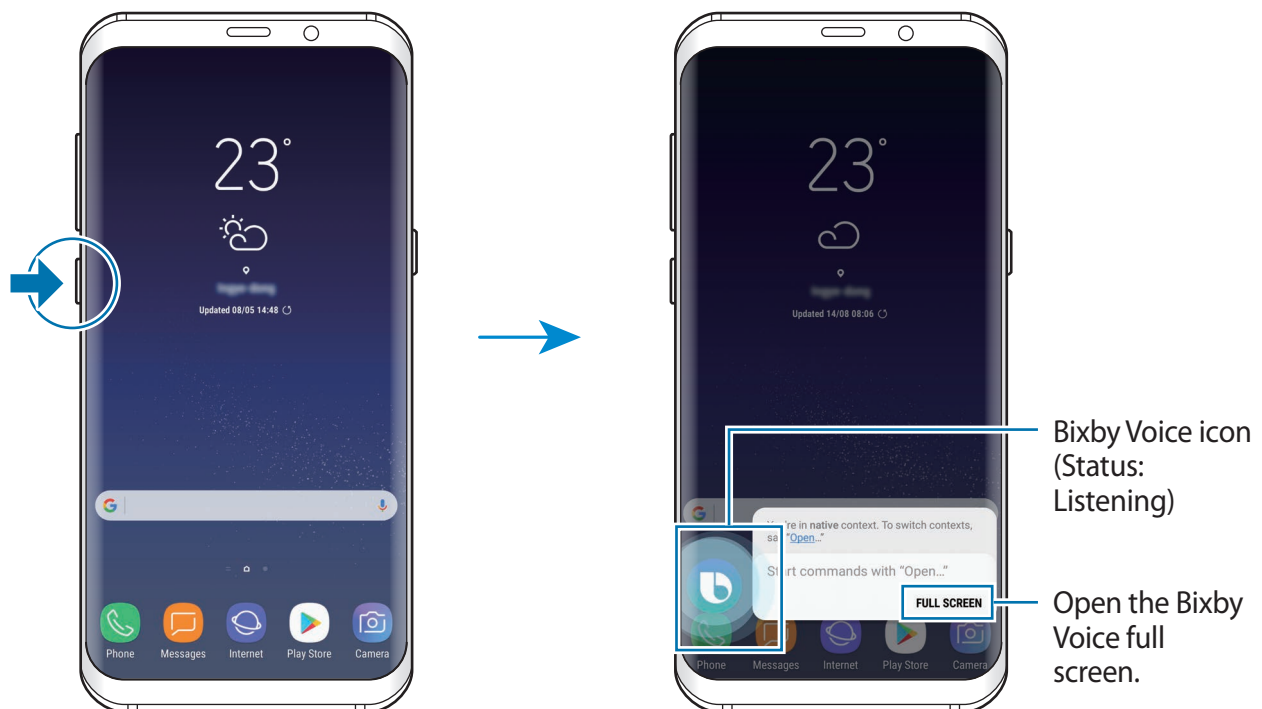 23°
Updated 08/05 14:48
Phone
Messages
Internet
Play Store
Camera
23°
Updated 14/08 08:06
You're in native context. To switch contexts,
say "Open..."
Start commands with "Open..."
FULL SCREEN
Phone
Messages
Internet
Play Store
Camera
Bixby Voice icon
(Status:
Listening)
Open the Bixby
Voice full
screen.